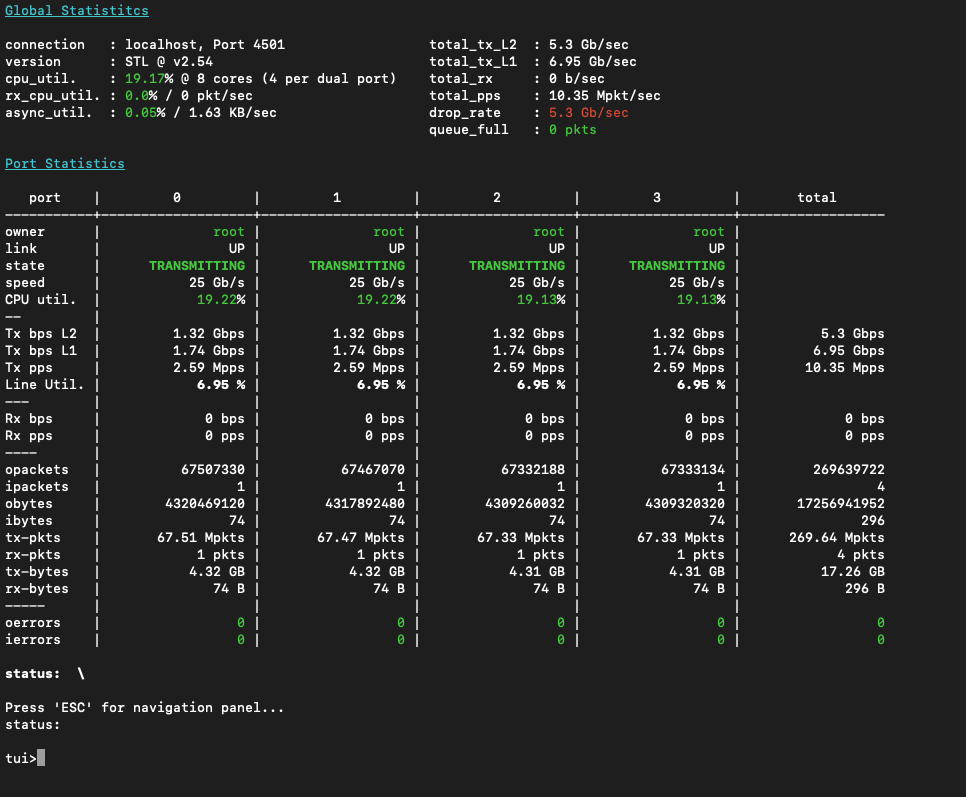 Global Statistitcs
connection   : localhost, Port 4501                  total_tx_L2  : 5.3 Gb/sec
version      : STL @ v2.54                           total_tx_L1  : 6.95 Gb/sec
cpu_util.    : 19.17% @ 8 cores (4 per dual port)    total_rx     : 0 b/sec
rx_cpu_util. : 0.0% / 0 pkt/sec                      total_pps    : 10.35 Mpkt/sec
async_util.  : 0.05% / 1.63 KB/sec                   drop_rate    : 5.3 Gb/sec
                                                     queue_full   : 0 pkts
Port Statistics
   port    |         0         |         1         |         2         |         3         |       total
-----------+-------------------+-------------------+-------------------+-------------------+------------------
owner      |              root |              root |              root |              root |
link       |                UP |                UP |                UP |                UP |
state      |      TRANSMITTING |      TRANSMITTING |      TRANSMITTING |      TRANSMITTING |
speed      |           25 Gb/s |           25 Gb/s |           25 Gb/s |           25 Gb/s |
CPU util.  |            19.22% |            19.22% |            19.13% |            19.13% |
--         |                   |                   |                   |                   |
Tx bps L2  |         1.32 Gbps |         1.32 Gbps |         1.32 Gbps |         1.32 Gbps |          5.3 Gbps
Tx bps L1  |         1.74 Gbps |         1.74 Gbps |         1.74 Gbps |         1.74 Gbps |         6.95 Gbps
Tx pps     |         2.59 Mpps |         2.59 Mpps |         2.59 Mpps |         2.59 Mpps |        10.35 Mpps
Line Util. |            6.95 % |            6.95 % |            6.95 % |            6.95 % |
---        |                   |                   |                   |                   |
Rx bps     |             0 bps |             0 bps |             0 bps |             0 bps |             0 bps
Rx pps     |             0 pps |             0 pps |             0 pps |             0 pps |             0 pps
----       |                   |                   |                   |                   |
opackets   |          67507330 |          67467070 |          67332188 |          67333134 |         269639722
ipackets   |                 1 |                 1 |                 1 |                 1 |                 4
obytes     |        4320469120 |        4317892480 |        4309260032 |        4309320320 |       17256941952
ibytes     |                74 |                74 |                74 |                74 |               296
tx-pkts    |       67.51 Mpkts |       67.47 Mpkts |       67.33 Mpkts |       67.33 Mpkts |      269.64 Mpkts
rx-pkts    |            1 pkts |            1 pkts |            1 pkts |            1 pkts |            4 pkts
tx-bytes   |           4.32 GB |           4.32 GB |           4.31 GB |           4.31 GB |          17.26 GB
rx-bytes   |              74 B |              74 B |              74 B |              74 B |             296 B
-----      |                   |                   |                   |                   |
oerrors    |                 0 |                 0 |                 0 |                 0 |                 0
ierrors    |                 0 |                 0 |                 0 |                 0 |                 0
status:  \
Press 'ESC' for navigation panel...
status:
tui>